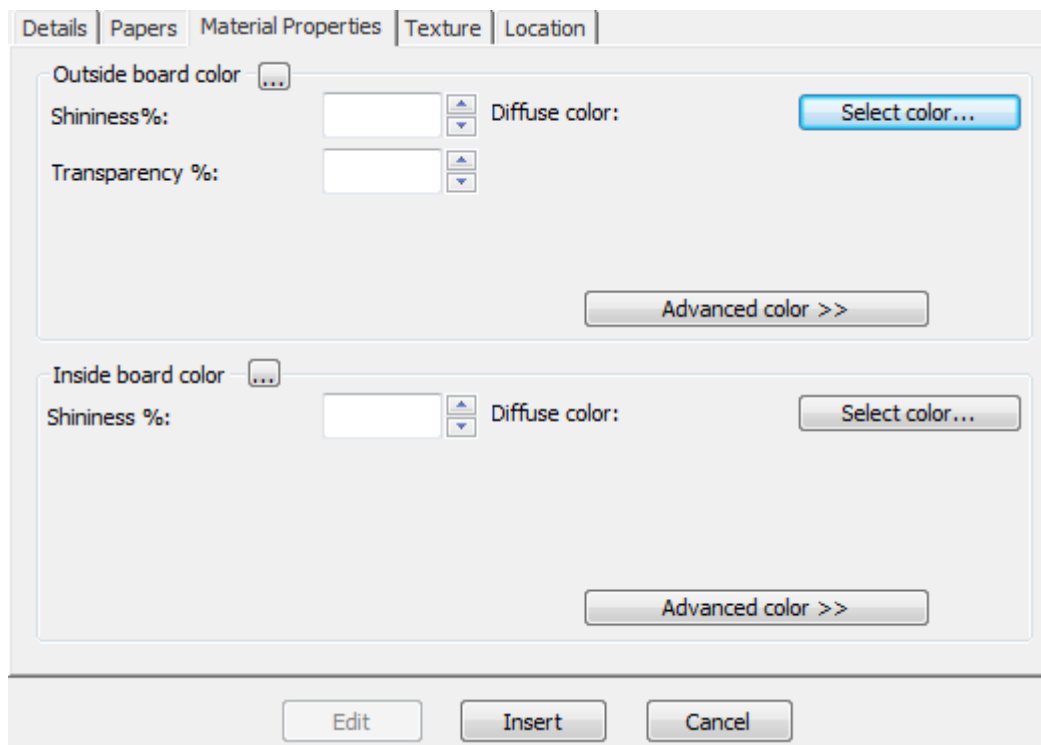 Details Papers Material Properties Texture Location
Outside board color ...
Shininess%: Diffuse color: Select color...
Transparency %:
Advanced color >>
Inside board color ...
Shininess %: Diffuse color: Select color...
Advanced color >>
Edit Insert Cancel